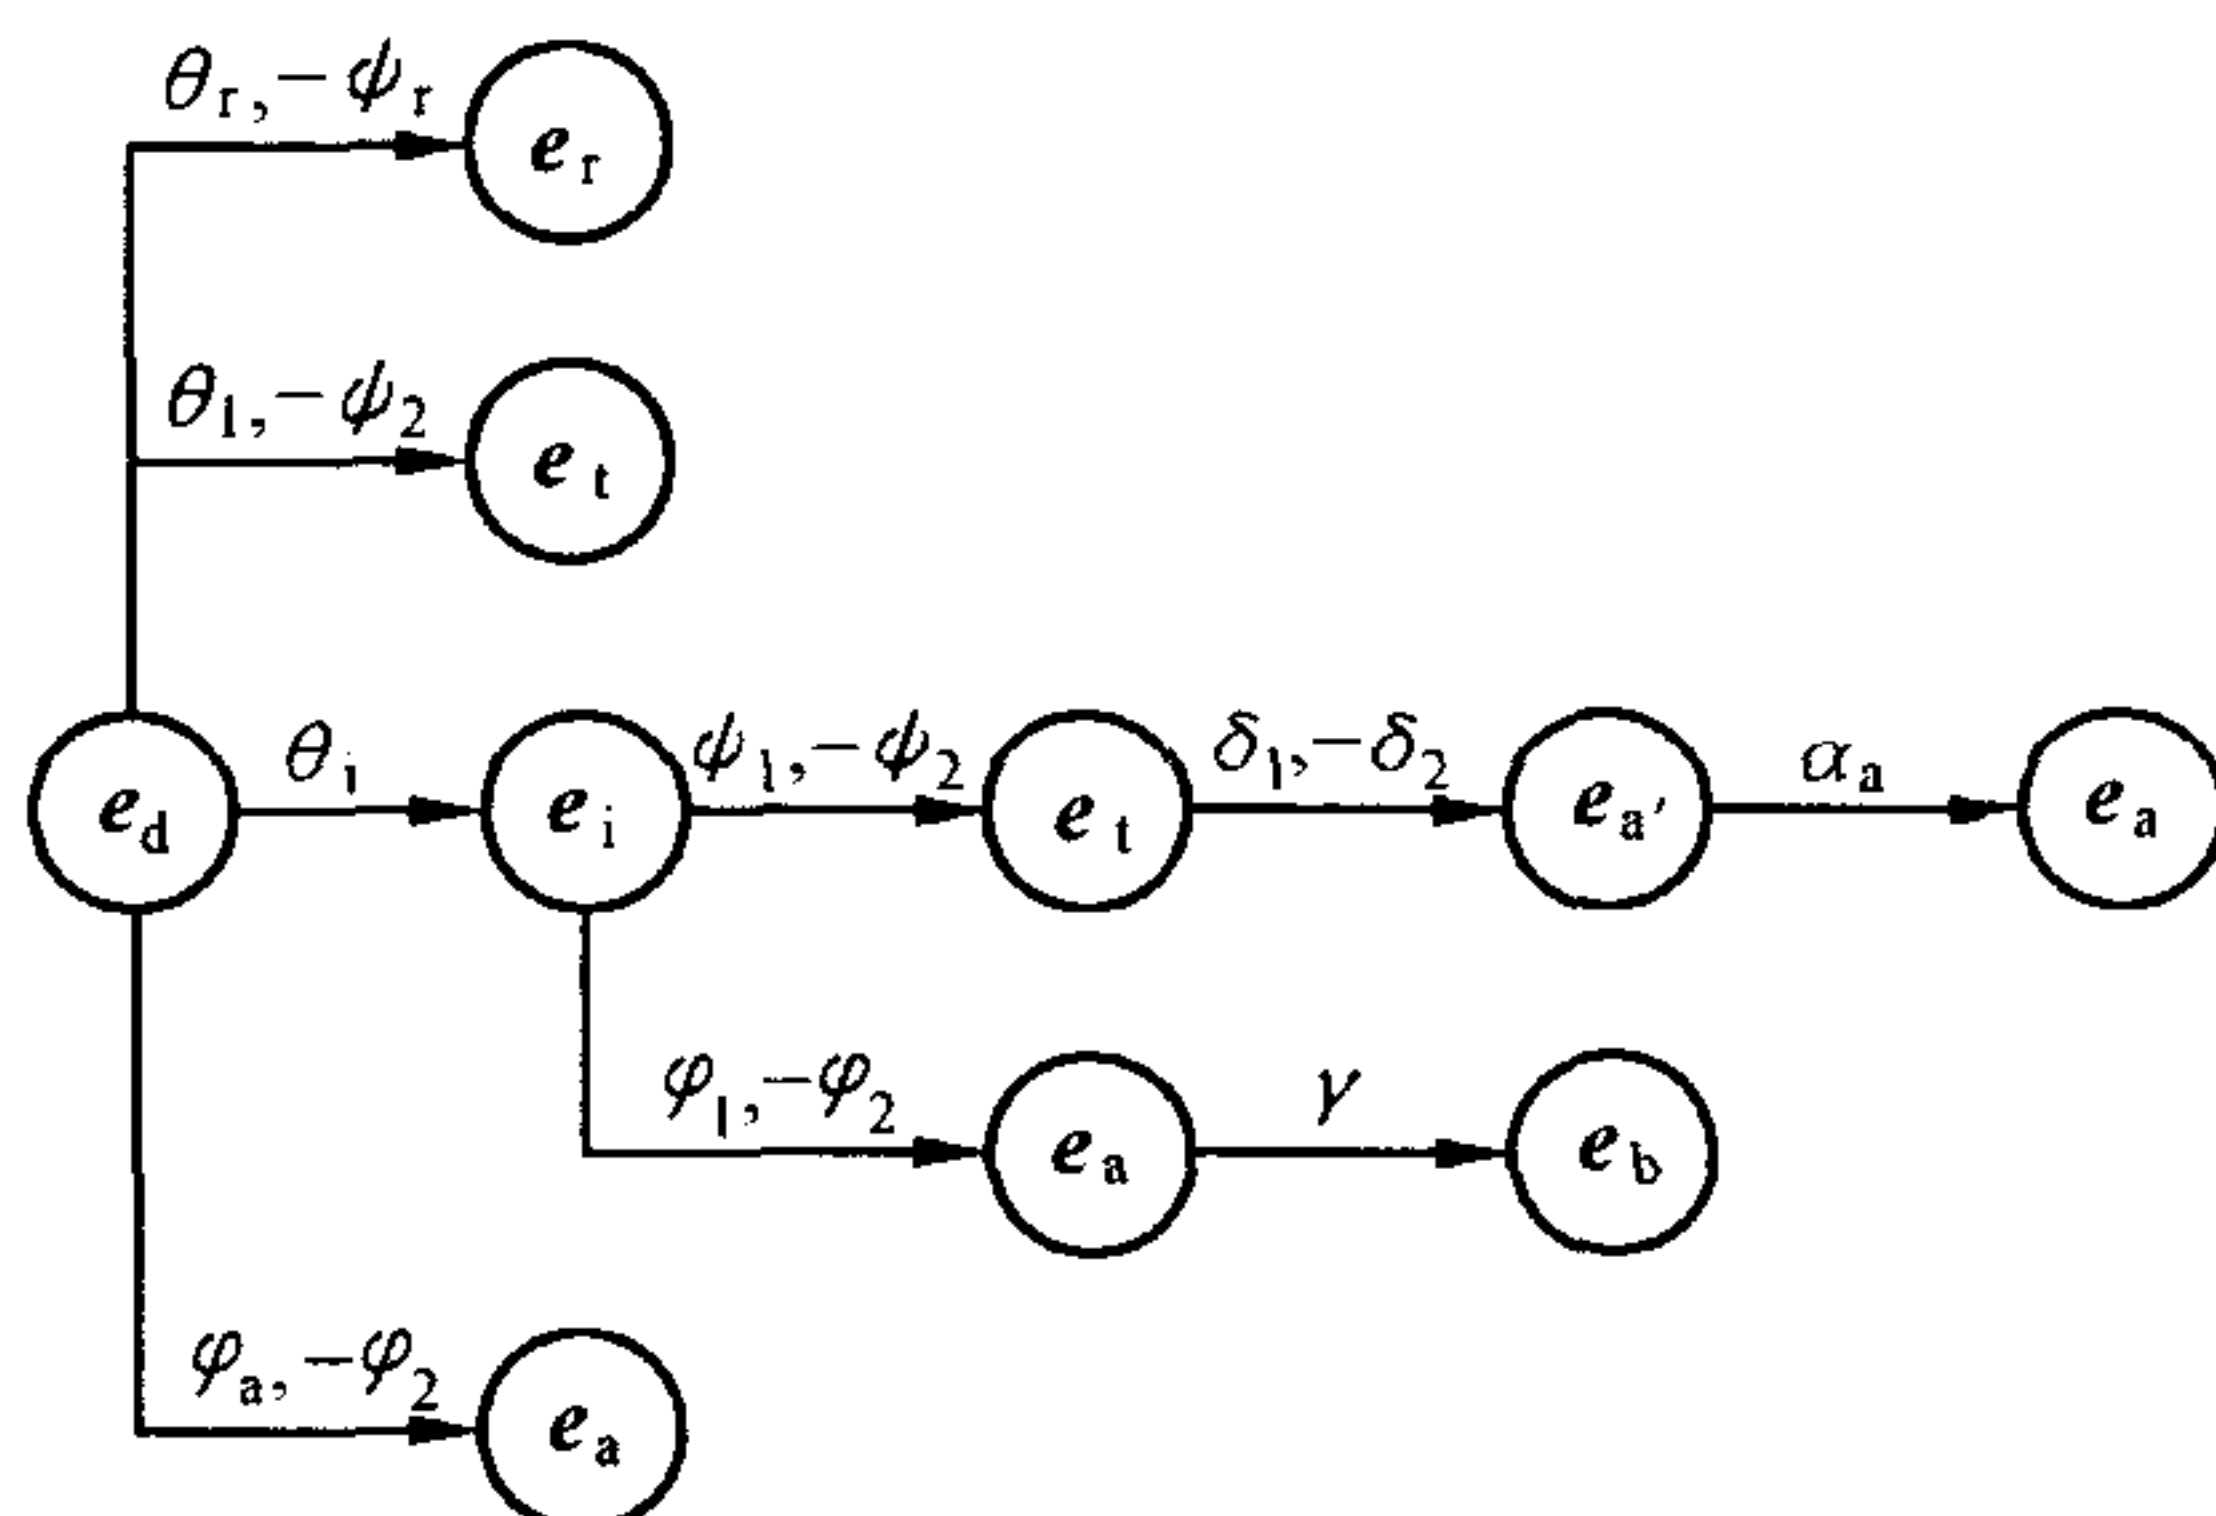 θr,−ψr
er
θ1,−ψ2
et
ed θi ei ψ1,−ψ2 et δ1,−δ2 ea′ αa ea
φ1,−φ2 ea γ eb
φa,−φ2
ea